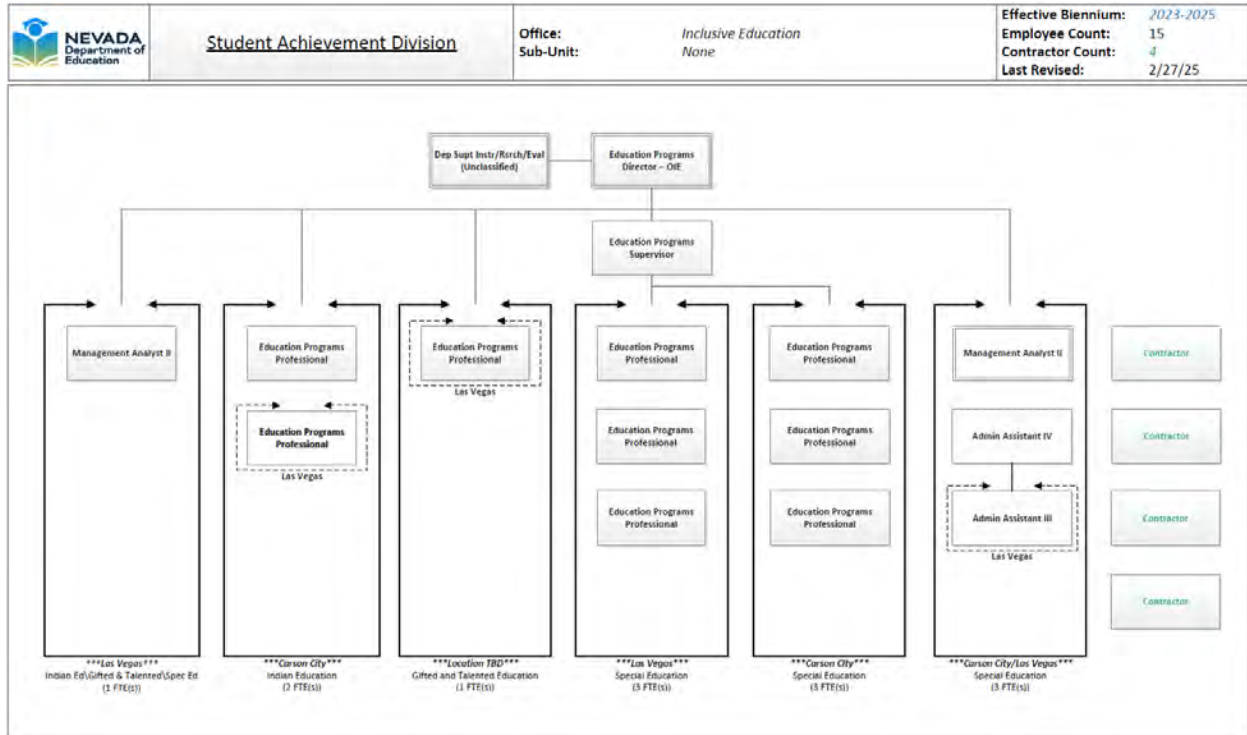 NEVADA
Department of
Education
Student Achievement Division
Office: Inclusive Education
Sub-Unit: None
Effective Biennium: 2023-2025
Employee Count: 15
Contractor Count: 4
Last Revised: 2/27/25
Dep Supt Instr/Rsrch/Eval
(Unclassified)
Education Programs
Director – OIE
Education Programs
Supervisor
Management Analyst II
***Las Vegas***
Indian Ed\Gifted & Talented\Spec Ed
(1 FTE(s))
Education Programs
Professional
Education Programs
Professional
Las Vegas
***Carson City***
Indian Education
(2 FTE(s))
Education Programs
Professional
Las Vegas
***Location TBD***
Gifted and Talented Education
(1 FTE(s))
Education Programs
Professional
Education Programs
Professional
Education Programs
Professional
***Las Vegas***
Special Education
(3 FTE(s))
Education Programs
Professional
Education Programs
Professional
Education Programs
Professional
***Carson City***
Special Education
(3 FTE(s))
Management Analyst II
Admin Assistant IV
Admin Assistant III
Las Vegas
***Carson City/Las Vegas***
Special Education
(3 FTE(s))
Contractor
Contractor
Contractor
Contractor